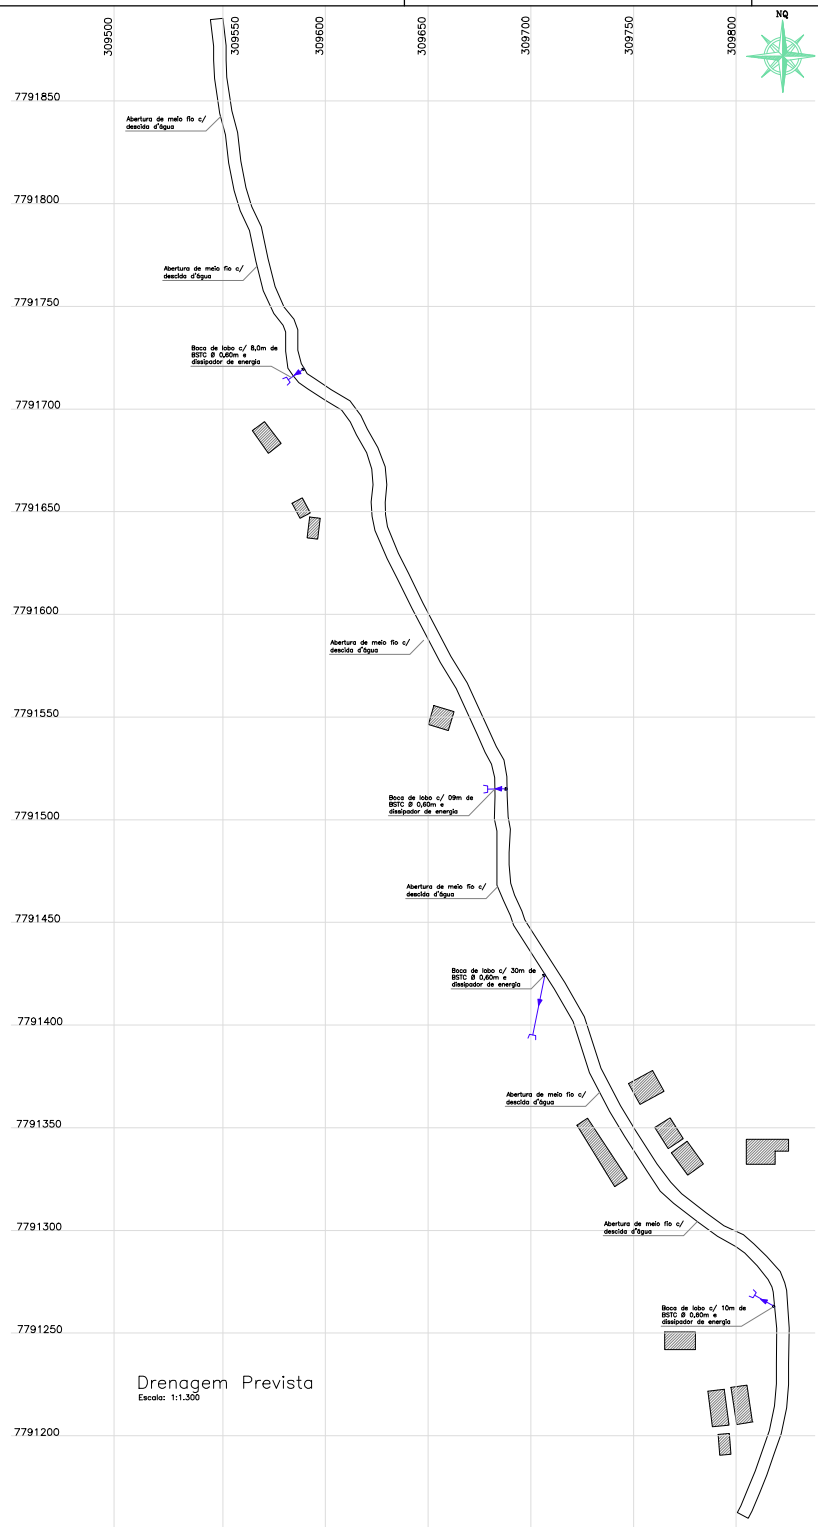 309500
309550
309600
309650
309700
309750
309800
NQ
7791850
Abertura de meio fio c/
descida d'água
7791800
Abertura de meio fio c/
descida d'água
7791750
Boca de lobo c/ 8,0m de
BSTC Ø 0,60m e
dissipador de energia
7791700
7791650
7791600
Abertura de meio fio c/
descida d'água
7791550
Boca de lobo c/ 09m de
BSTC Ø 0,60m e
dissipador de energia
7791500
Abertura de meio fio c/
descida d'água
7791450
Boca de lobo c/ 30m de
BSTC Ø 0,60m e
dissipador de energia
7791400
Abertura de meio fio c/
descida d'água
7791350
Abertura de meio fio c/
descida d'água
7791300
Boca de lobo c/ 10m de
BSTC Ø 0,60m e
dissipador de energia
7791250
Drenagem Prevista
Escala: 1:1.300
7791200